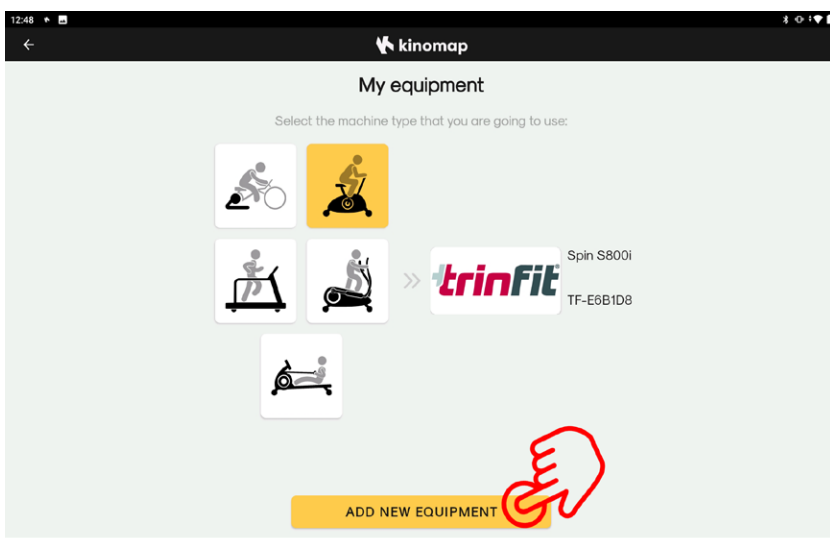 12:48
kinomap
My equipment
Select the machine type that you are going to use:
trinfit
Spin S800i
TF-E6B1D8
ADD NEW EQUIPMENT